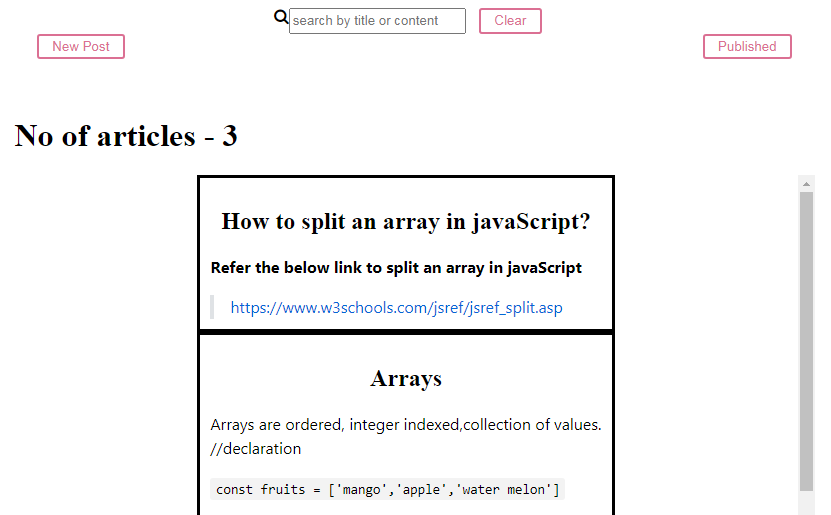 search by title or content
Clear
New Post
Published
No of articles - 3
How to split an array in javaScript?
Refer the below link to split an array in javaScript
https://www.w3schools.com/jsref/jsref_split.asp
Arrays
Arrays are ordered, integer indexed,collection of values.
//declaration
const fruits = ['mango','apple','water melon']